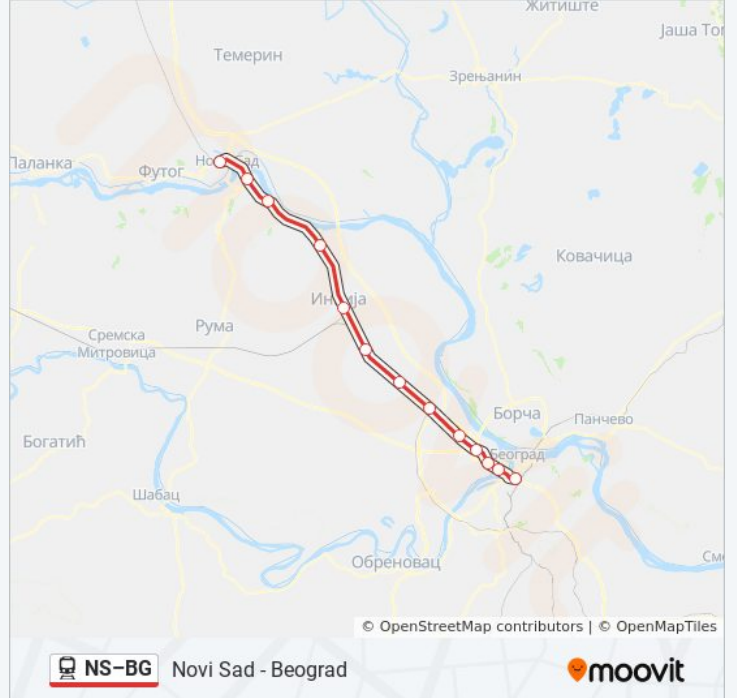 Житиште
Јаша Том
Темерин
Зрењанин
Паланка
Футог
Нови Сад
Ковачица
Инђија
Рума
Сремска
Митровица
Борча
Панчево
Богатић
Београд
Шабац
Обреновац
См
© OpenStreetMap contributors | © OpenMapTiles
NS–BG Novi Sad - Beograd
moovit